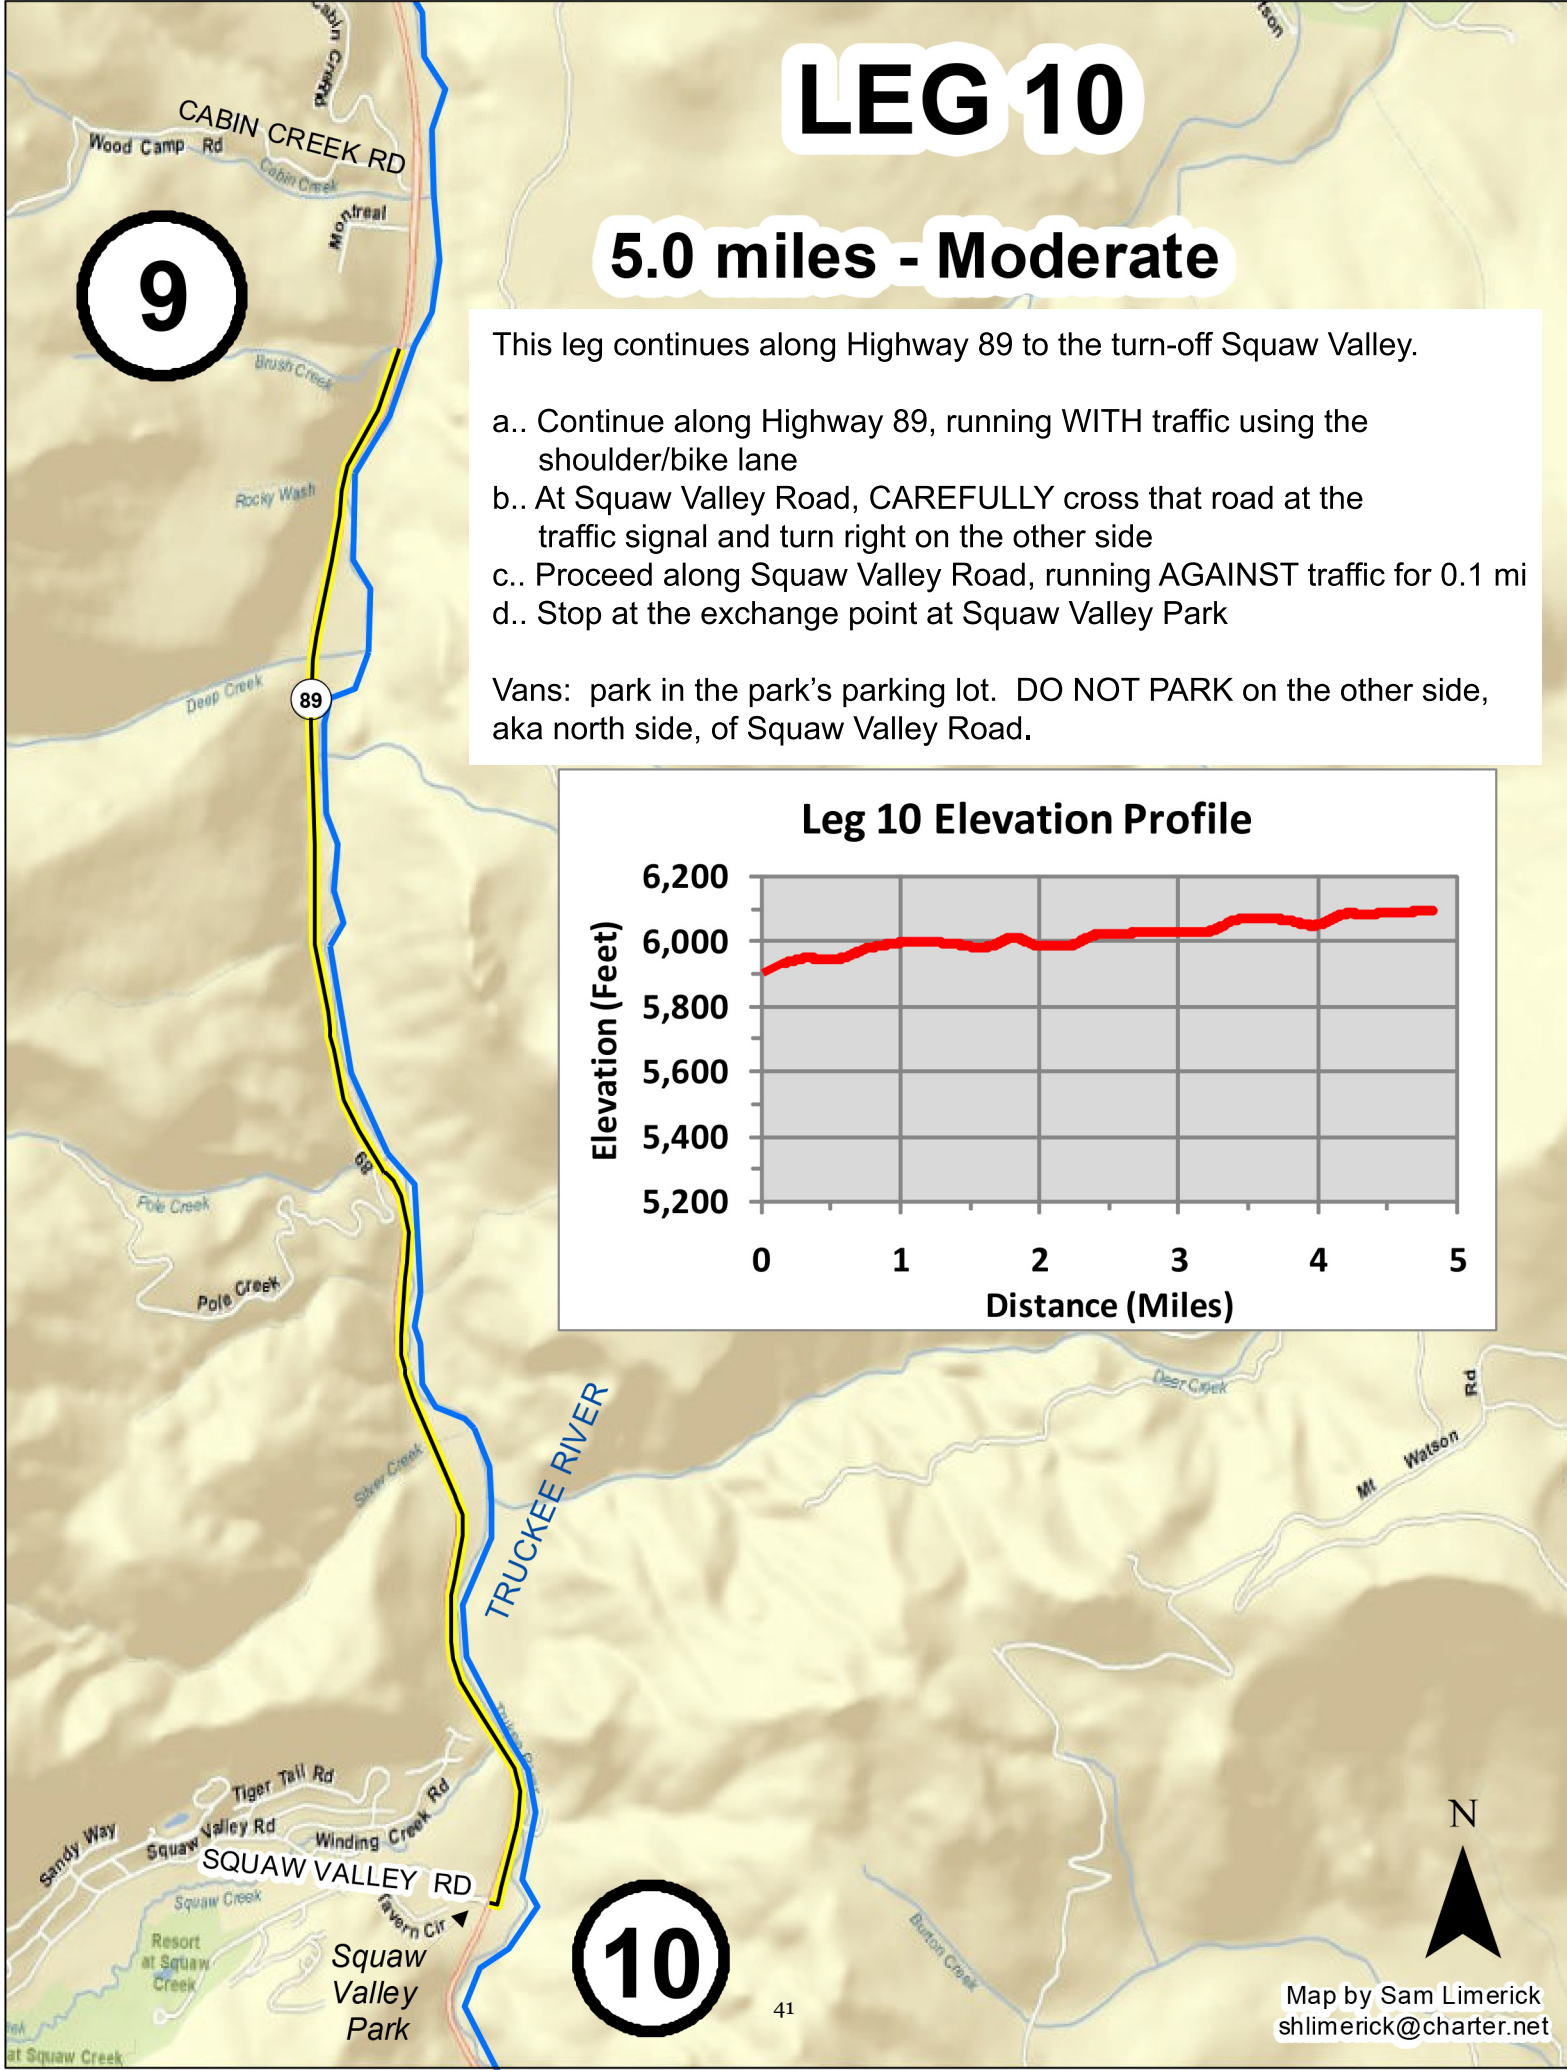 LEG 10
5.0 miles - Moderate
This leg continues along Highway 89 to the turn-off Squaw Valley.
a.. Continue along Highway 89, running WITH traffic using the
shoulder/bike lane
b.. At Squaw Valley Road, CAREFULLY cross that road at the
traffic signal and turn right on the other side
c.. Proceed along Squaw Valley Road, running AGAINST traffic for 0.1 mi
d.. Stop at the exchange point at Squaw Valley Park
Vans:  park in the park’s parking lot.  DO NOT PARK on the other side,
aka north side, of Squaw Valley Road.
Leg 10 Elevation Profile
Elevation (Feet)
6,200
6,000
5,800
5,600
5,400
5,200
0 1 2 3 4 5
Distance (Miles)
Cabin
CABIN CREEK RD
Wood Camp Rd
Cabin Creek
Montreal
9
Brush Creek
Rocky Wash
Deep Creek
89
89
Pole Creek
Pole Creek
Silver Creek
TRUCKEE RIVER
Deer Creek
Mt Watson Rd
Tiger Tail Rd
Sandy Way
Squaw Valley Rd
Winding Creek Rd
SQUAW VALLEY RD
Squaw Creek
Tavern Cir
Resort
at Squaw
Creek
Squaw
Valley
Park
at Squaw Creek
10
Burton Creek
N
41
Map by Sam Limerick
shlimerick@charter.net